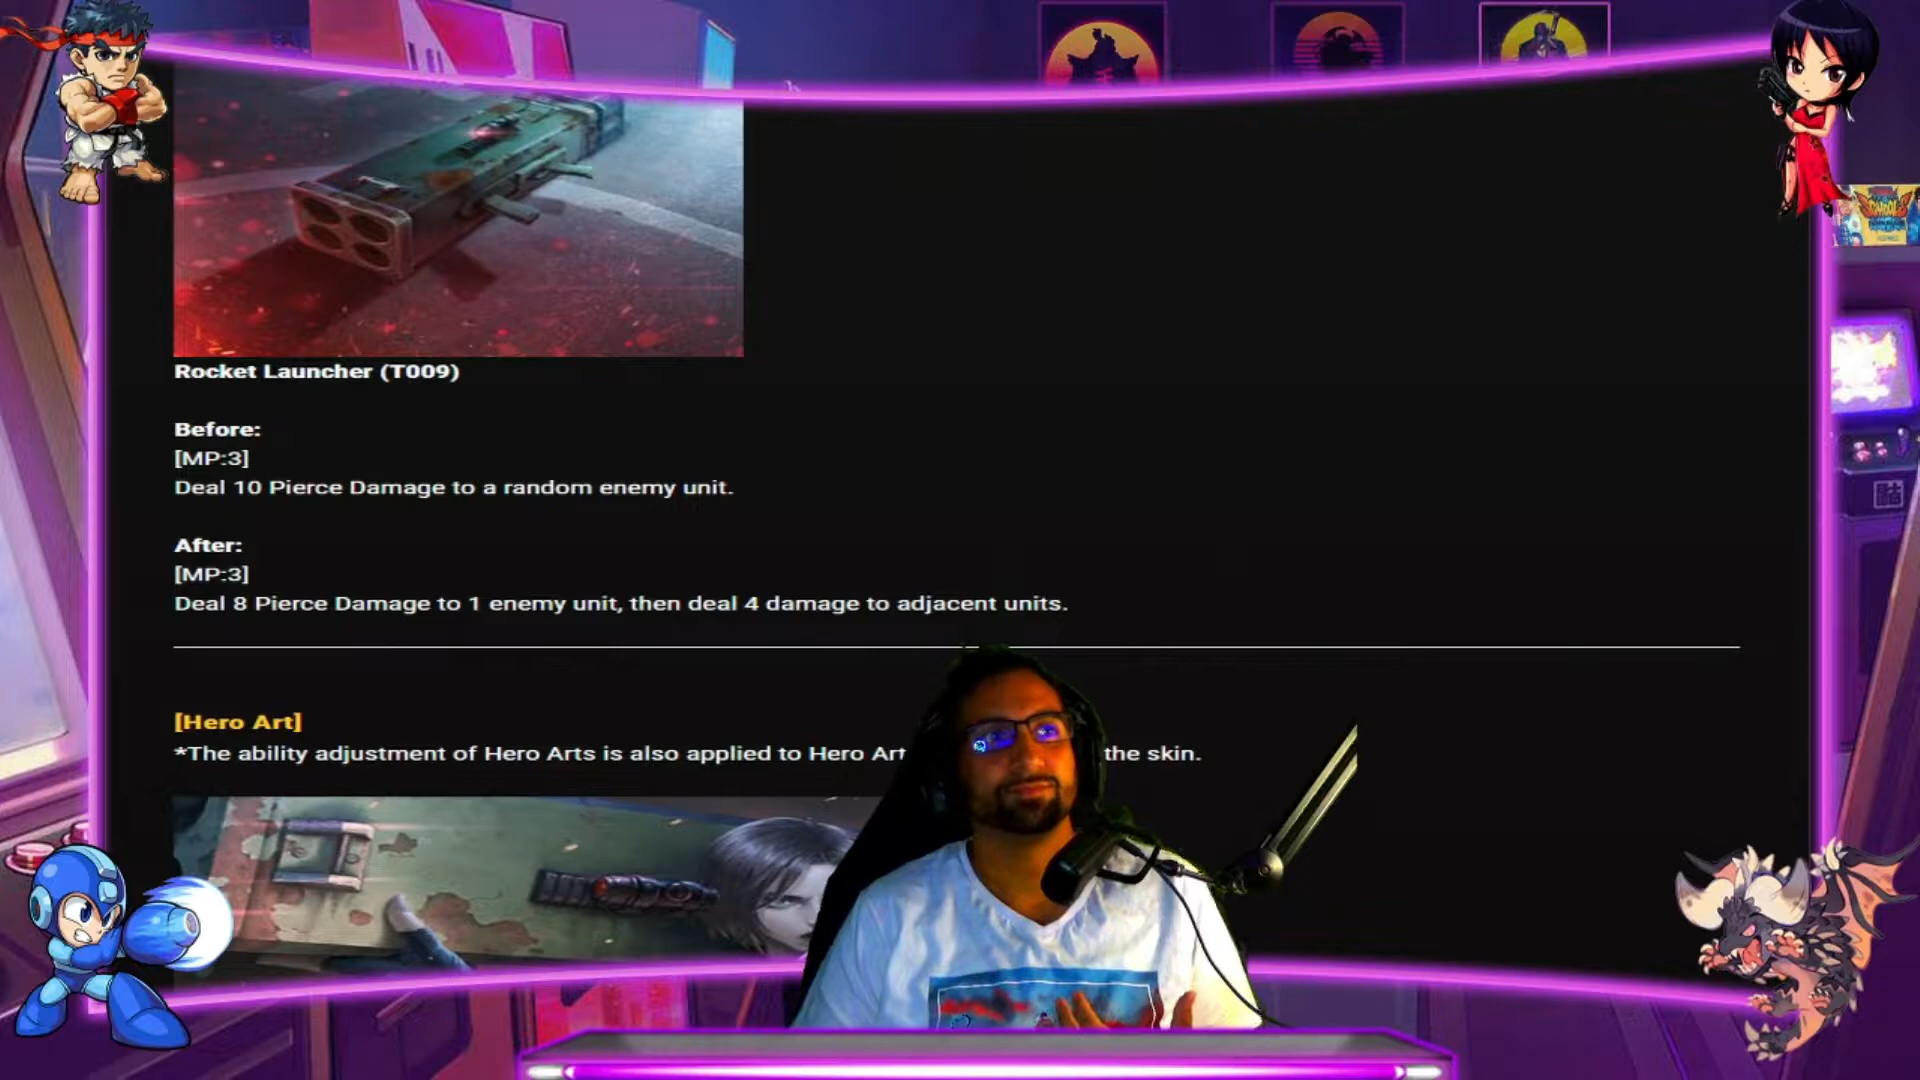 Rocket Launcher (T009)
Before:
[MP:3]
Deal 10 Pierce Damage to a random enemy unit.
After:
[MP:3]
Deal 8 Pierce Damage to 1 enemy unit, then deal 4 damage to adjacent units.
[Hero Art]
*The ability adjustment of Hero Arts is also applied to Hero Art
the skin.